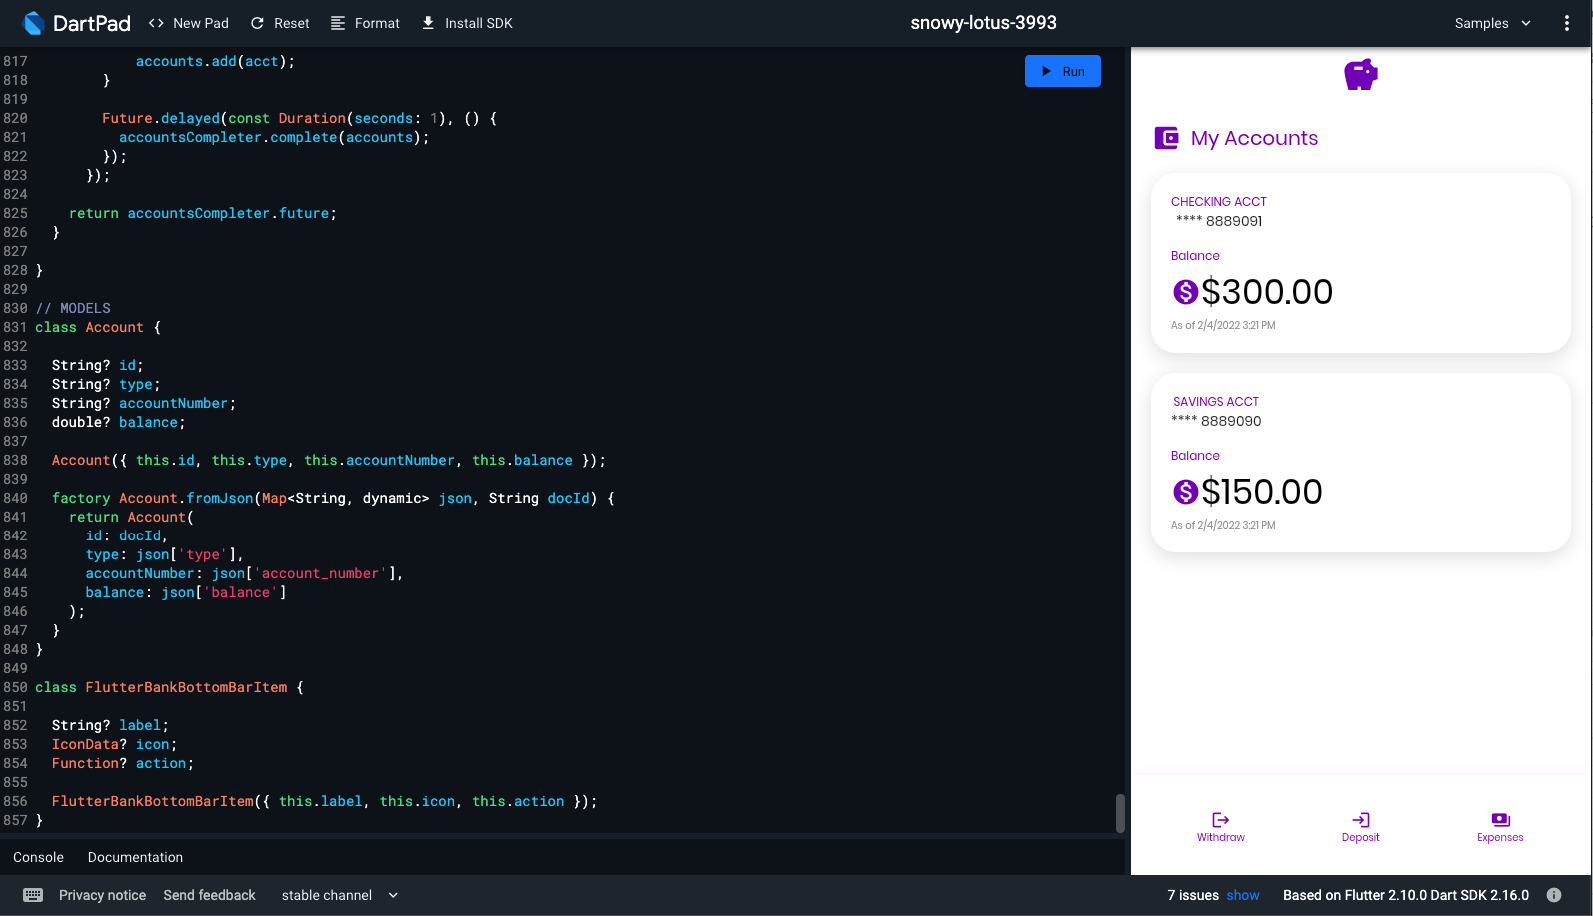 DartPad
<> New Pad
Reset
Format
Install SDK
snowy-lotus-3993
Samples
817 accounts.add(acct);
818 }
819
820 Future.delayed(const Duration(seconds: 1), () {
821 accountsCompleter.complete(accounts);
822 });
823 });
824
825 return accountsCompleter.future;
826 }
827
828 }
829
830 // MODELS
831 class Account {
832
833 String? id;
834 String? type;
835 String? accountNumber;
836 double? balance;
837
838 Account({ this.id, this.type, this.accountNumber, this.balance });
839
840 factory Account.fromJson(Map<String, dynamic> json, String docId) {
841 return Account(
842 id: docId,
843 type: json['type'],
844 accountNumber: json['account_number'],
845 balance: json['balance']
846 );
847 }
848 }
849
850 class FlutterBankBottomBarItem {
851
852 String? label;
853 IconData? icon;
854 Function? action;
855
856 FlutterBankBottomBarItem({ this.label, this.icon, this.action });
857 }
Run
My Accounts
CHECKING ACCT
**** 8889091
Balance
$300.00
As of 2/4/2022 3:21 PM
SAVINGS ACCT
**** 8889090
Balance
$150.00
As of 2/4/2022 3:21 PM
Withdraw
Deposit
Expenses
Console
Documentation
Privacy notice
Send feedback
stable channel
7 issues show
Based on Flutter 2.10.0 Dart SDK 2.16.0